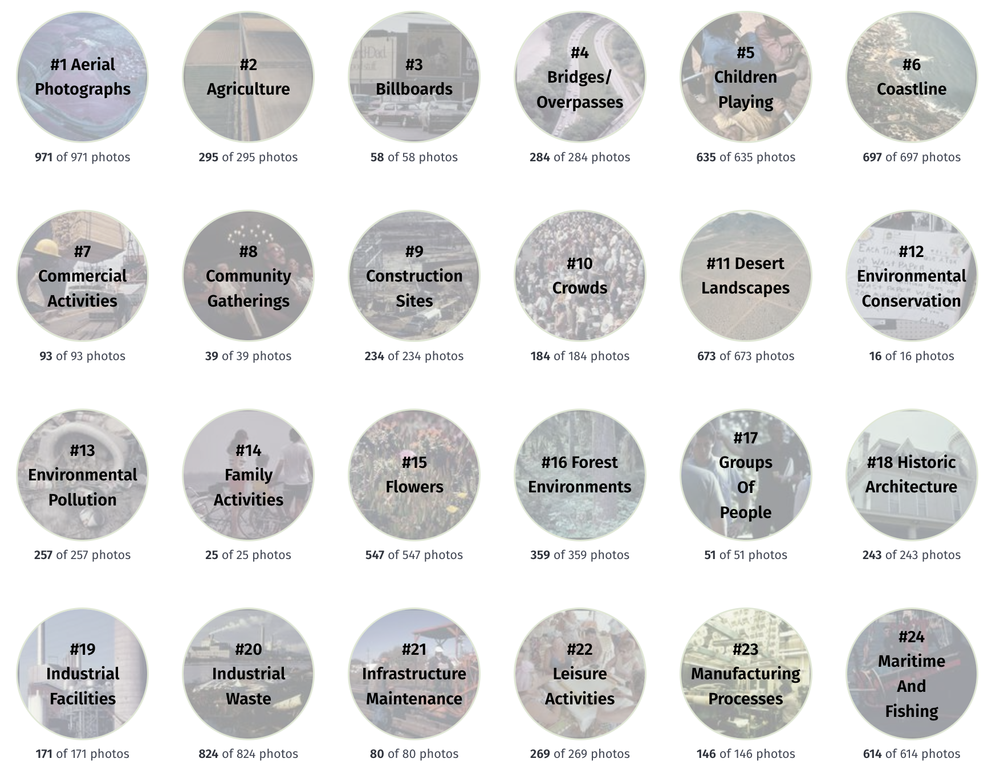 #1 Aerial
Photographs
971 of 971 photos
#2
Agriculture
295 of 295 photos
#3
Billboards
58 of 58 photos
#4
Bridges/
Overpasses
284 of 284 photos
#5
Children
Playing
635 of 635 photos
#6
Coastline
697 of 697 photos
#7
Commercial
Activities
93 of 93 photos
#8
Community
Gatherings
39 of 39 photos
#9
Construction
Sites
234 of 234 photos
#10
Crowds
184 of 184 photos
#11 Desert
Landscapes
673 of 673 photos
#12
Environmental
Conservation
16 of 16 photos
#13
Environmental
Pollution
257 of 257 photos
#14
Family
Activities
25 of 25 photos
#15
Flowers
547 of 547 photos
#16 Forest
Environments
359 of 359 photos
#17
Groups
Of
People
51 of 51 photos
#18 Historic
Architecture
243 of 243 photos
#19
Industrial
Facilities
171 of 171 photos
#20
Industrial
Waste
824 of 824 photos
#21
Infrastructure
Maintenance
80 of 80 photos
#22
Leisure
Activities
269 of 269 photos
#23
Manufacturing
Processes
146 of 146 photos
#24
Maritime
And
Fishing
614 of 614 photos